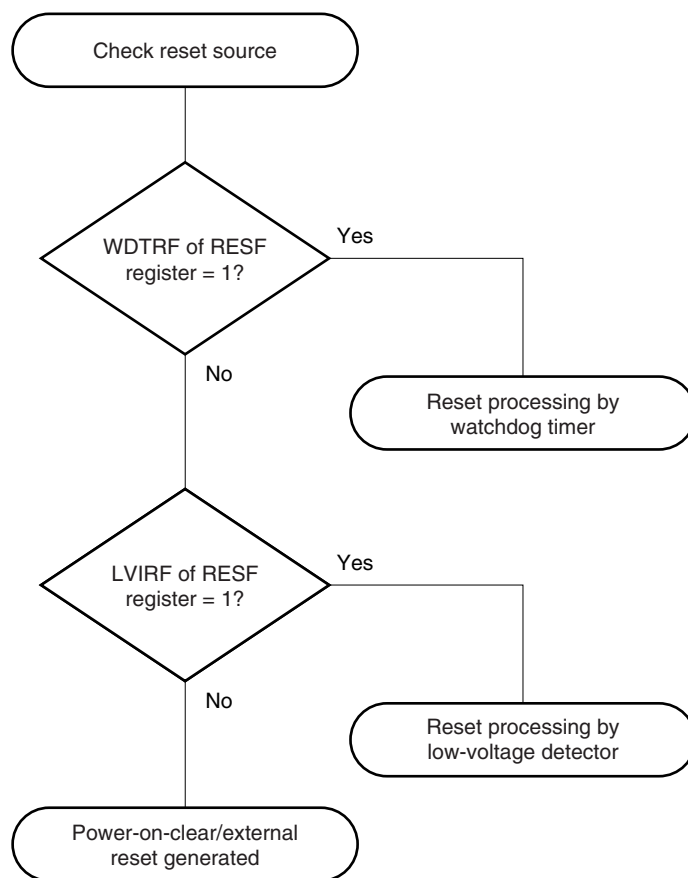 Check reset source
WDTRF of RESF
register = 1?
Yes
No
Reset processing by
watchdog timer
LVIRF of RESF
register = 1?
Yes
No
Reset processing by
low-voltage detector
Power-on-clear/external
reset generated